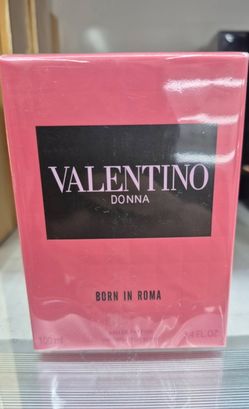 VALENTINO
DONNA
BORN IN ROMA
100 ml
3.4 FL.OZ